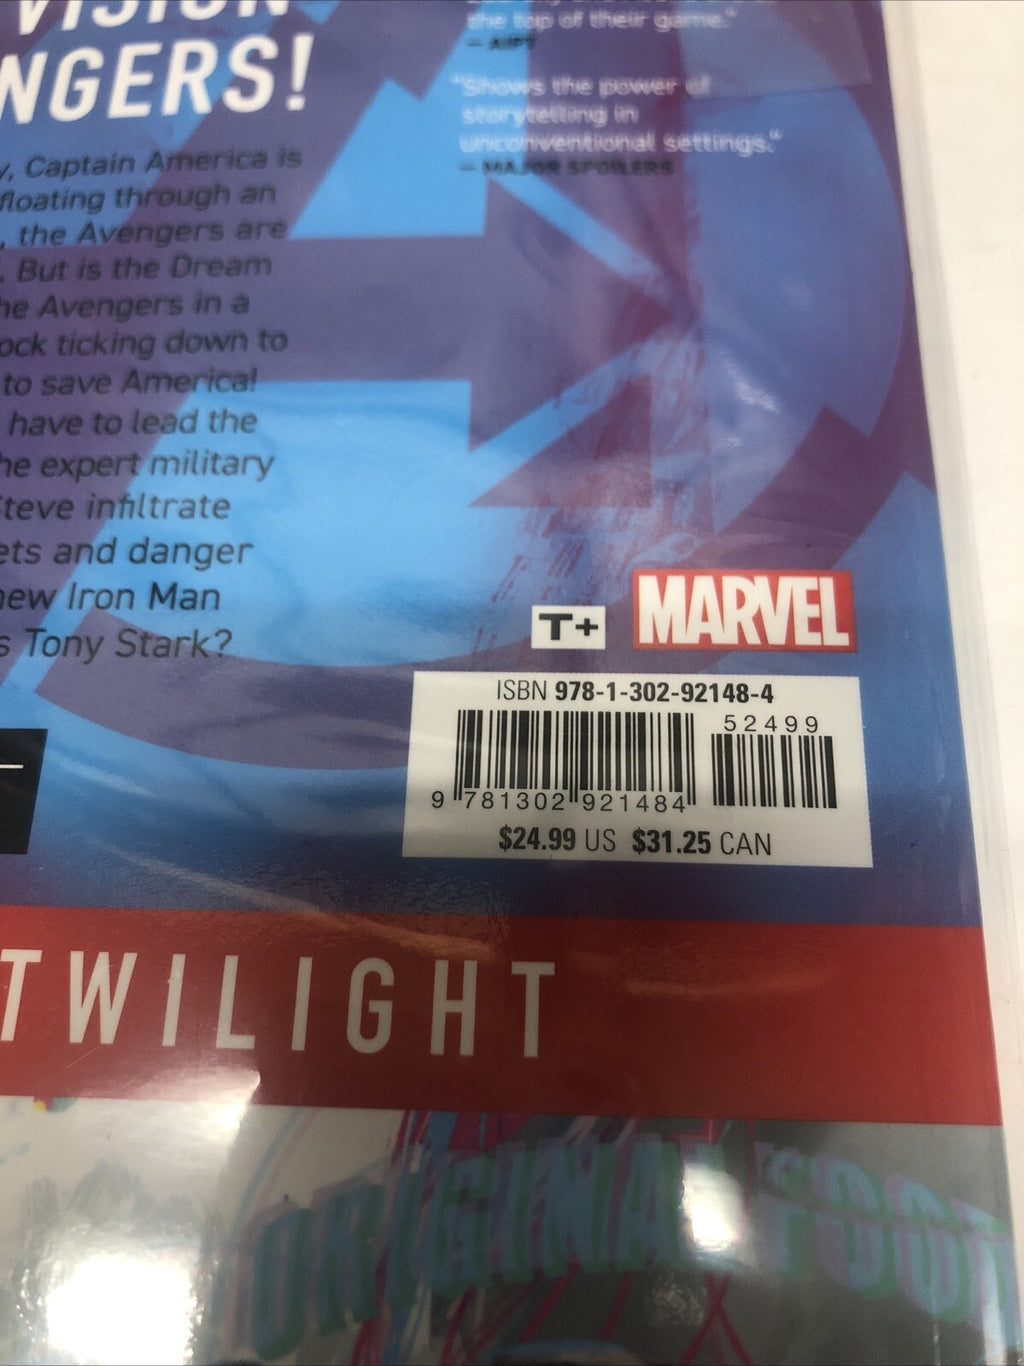 VISION
NGERS!
y, Captain America is
floating through an
, the Avengers are
. But is the Dream
he Avengers in a
ock ticking down to
to save America!
have to lead the
he expert military
Steve infiltrate
ets and danger
new Iron Man
s Tony Stark?
the top of their game."
— AIPT
"Shows the power of
storytelling in
unconventional settings."
— MAJOR SPOILERS
T+
MARVEL
ISBN 978-1-302-92148-4
52499
9 781302 921484
$24.99 US $31.25 CAN
TWILIGHT
ORIGINAL